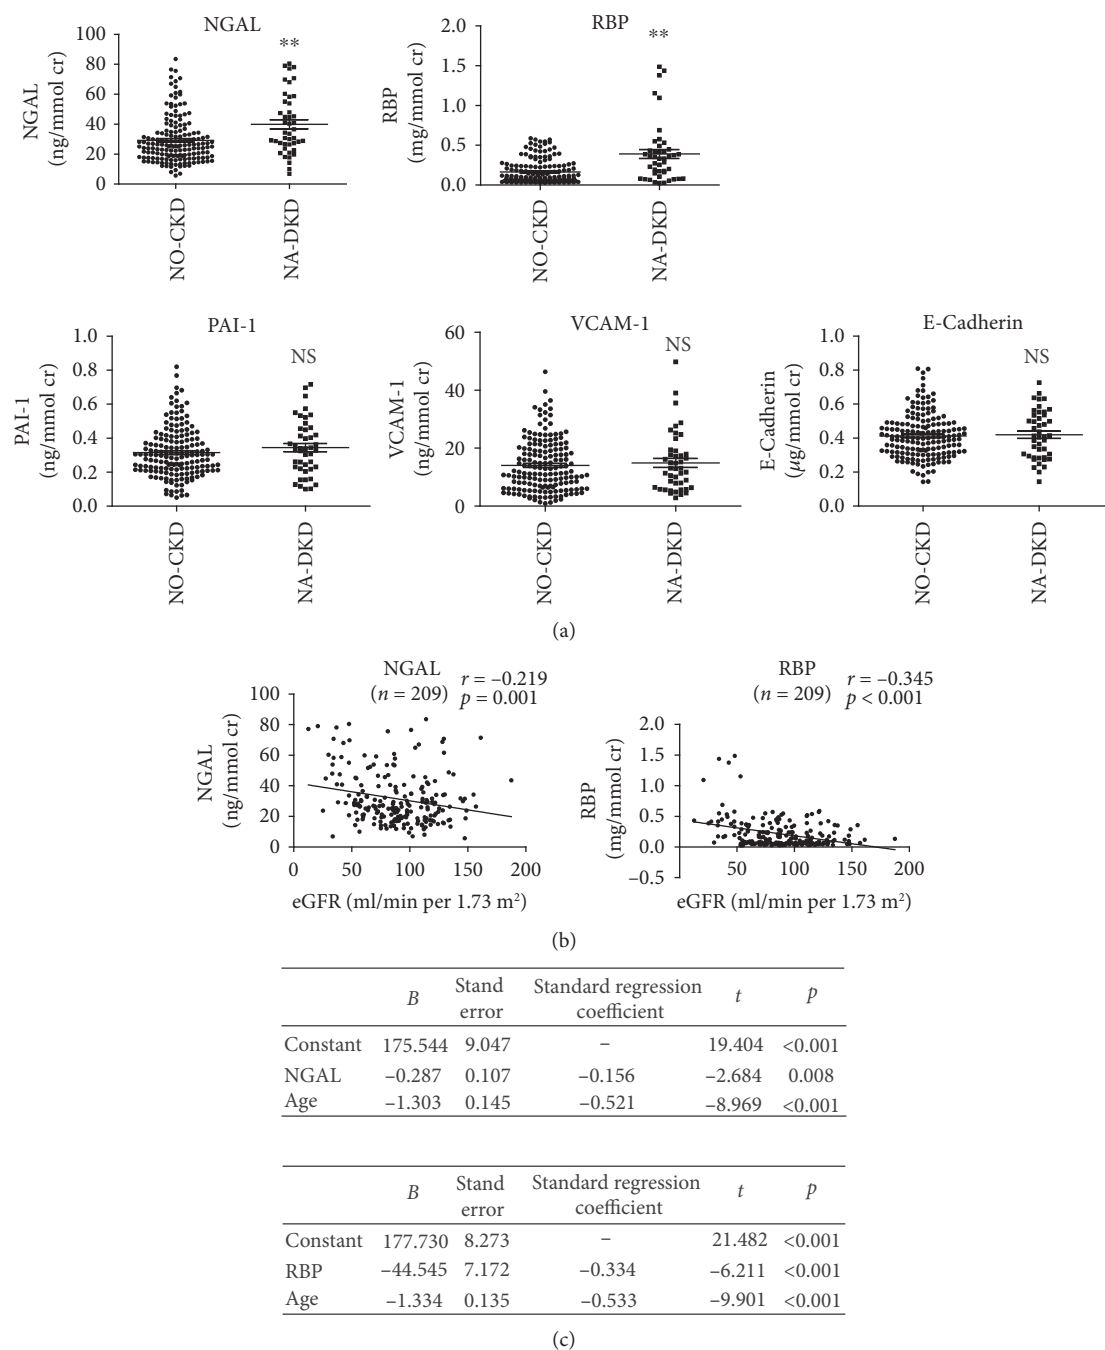 NGAL
**
NGAL
(ng/mmol cr)
100
80
60
40
20
0
NO-CKD
NA-DKD
RBP
**
RBP
(mg/mmol cr)
2.0
1.5
1.0
0.5
0.0
NO-CKD
NA-DKD
PAI-1
NS
PAI-1
(ng/mmol cr)
1.0
0.8
0.6
0.4
0.2
0.0
NO-CKD
NA-DKD
VCAM-1
NS
VCAM-1
(ng/mmol cr)
60
40
20
0
NO-CKD
NA-DKD
E-Cadherin
NS
E-Cadherin
(μg/mmol cr)
1.0
0.8
0.6
0.4
0.2
0.0
NO-CKD
NA-DKD
(a)
NGAL
(n = 209)
r = –0.219
p = 0.001
NGAL
(ng/mmol cr)
100
80
60
40
20
0
0 50 100 150 200
eGFR (ml/min per 1.73 m²)
RBP
(n = 209)
r = –0.345
p < 0.001
RBP
(mg/mmol cr)
2.0
1.5
1.0
0.5
0.0
–0.5
50 100 150 200
eGFR (ml/min per 1.73 m²)
(b)
B Stand error Standard regression coefficient t p
Constant 175.544 9.047 – 19.404 <0.001
NGAL –0.287 0.107 –0.156 –2.684 0.008
Age –1.303 0.145 –0.521 –8.969 <0.001
B Stand error Standard regression coefficient t p
Constant 177.730 8.273 – 21.482 <0.001
RBP –44.545 7.172 –0.334 –6.211 <0.001
Age –1.334 0.135 –0.533 –9.901 <0.001
(c)